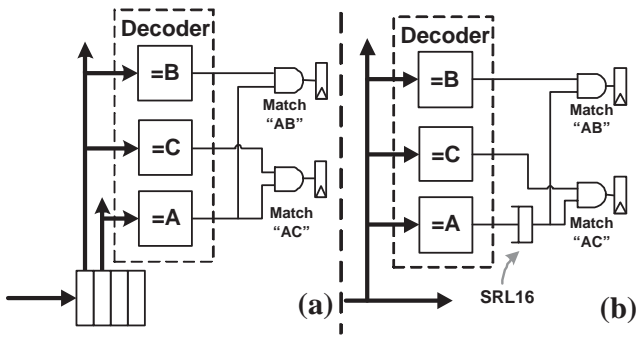 Decoder
=B
Match
"AB"
=C
=A
Match
"AC"
(a)
Decoder
=B
Match
"AB"
=C
=A
Match
"AC"
SRL16
(b)